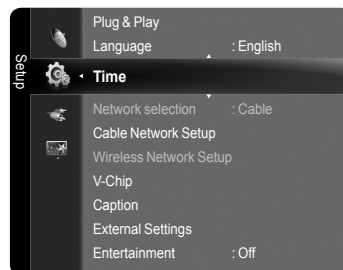 Setup
Plug & Play
Language : English
Time
Network selection : Cable
Cable Network Setup
Wireless Network Setup
V-Chip
Caption
External Settings
Entertainment : Off